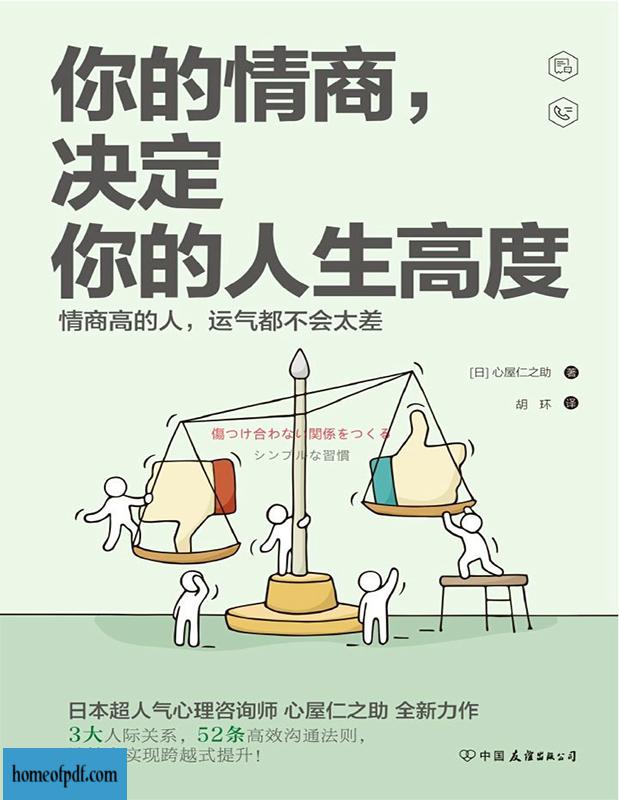 你的情商，
决定
你的人生高度
情商高的人，运气都不会太差
[日]心屋仁之助 著
胡 环 译
傷つけ合わない関係をつくる
シンプルな習慣
日本超人气心理咨询师 心屋仁之助 全新力作
3大人际关系，52条高效沟通法则，
实现跨越式提升！
中国友谊出版公司
homeofpdf.com